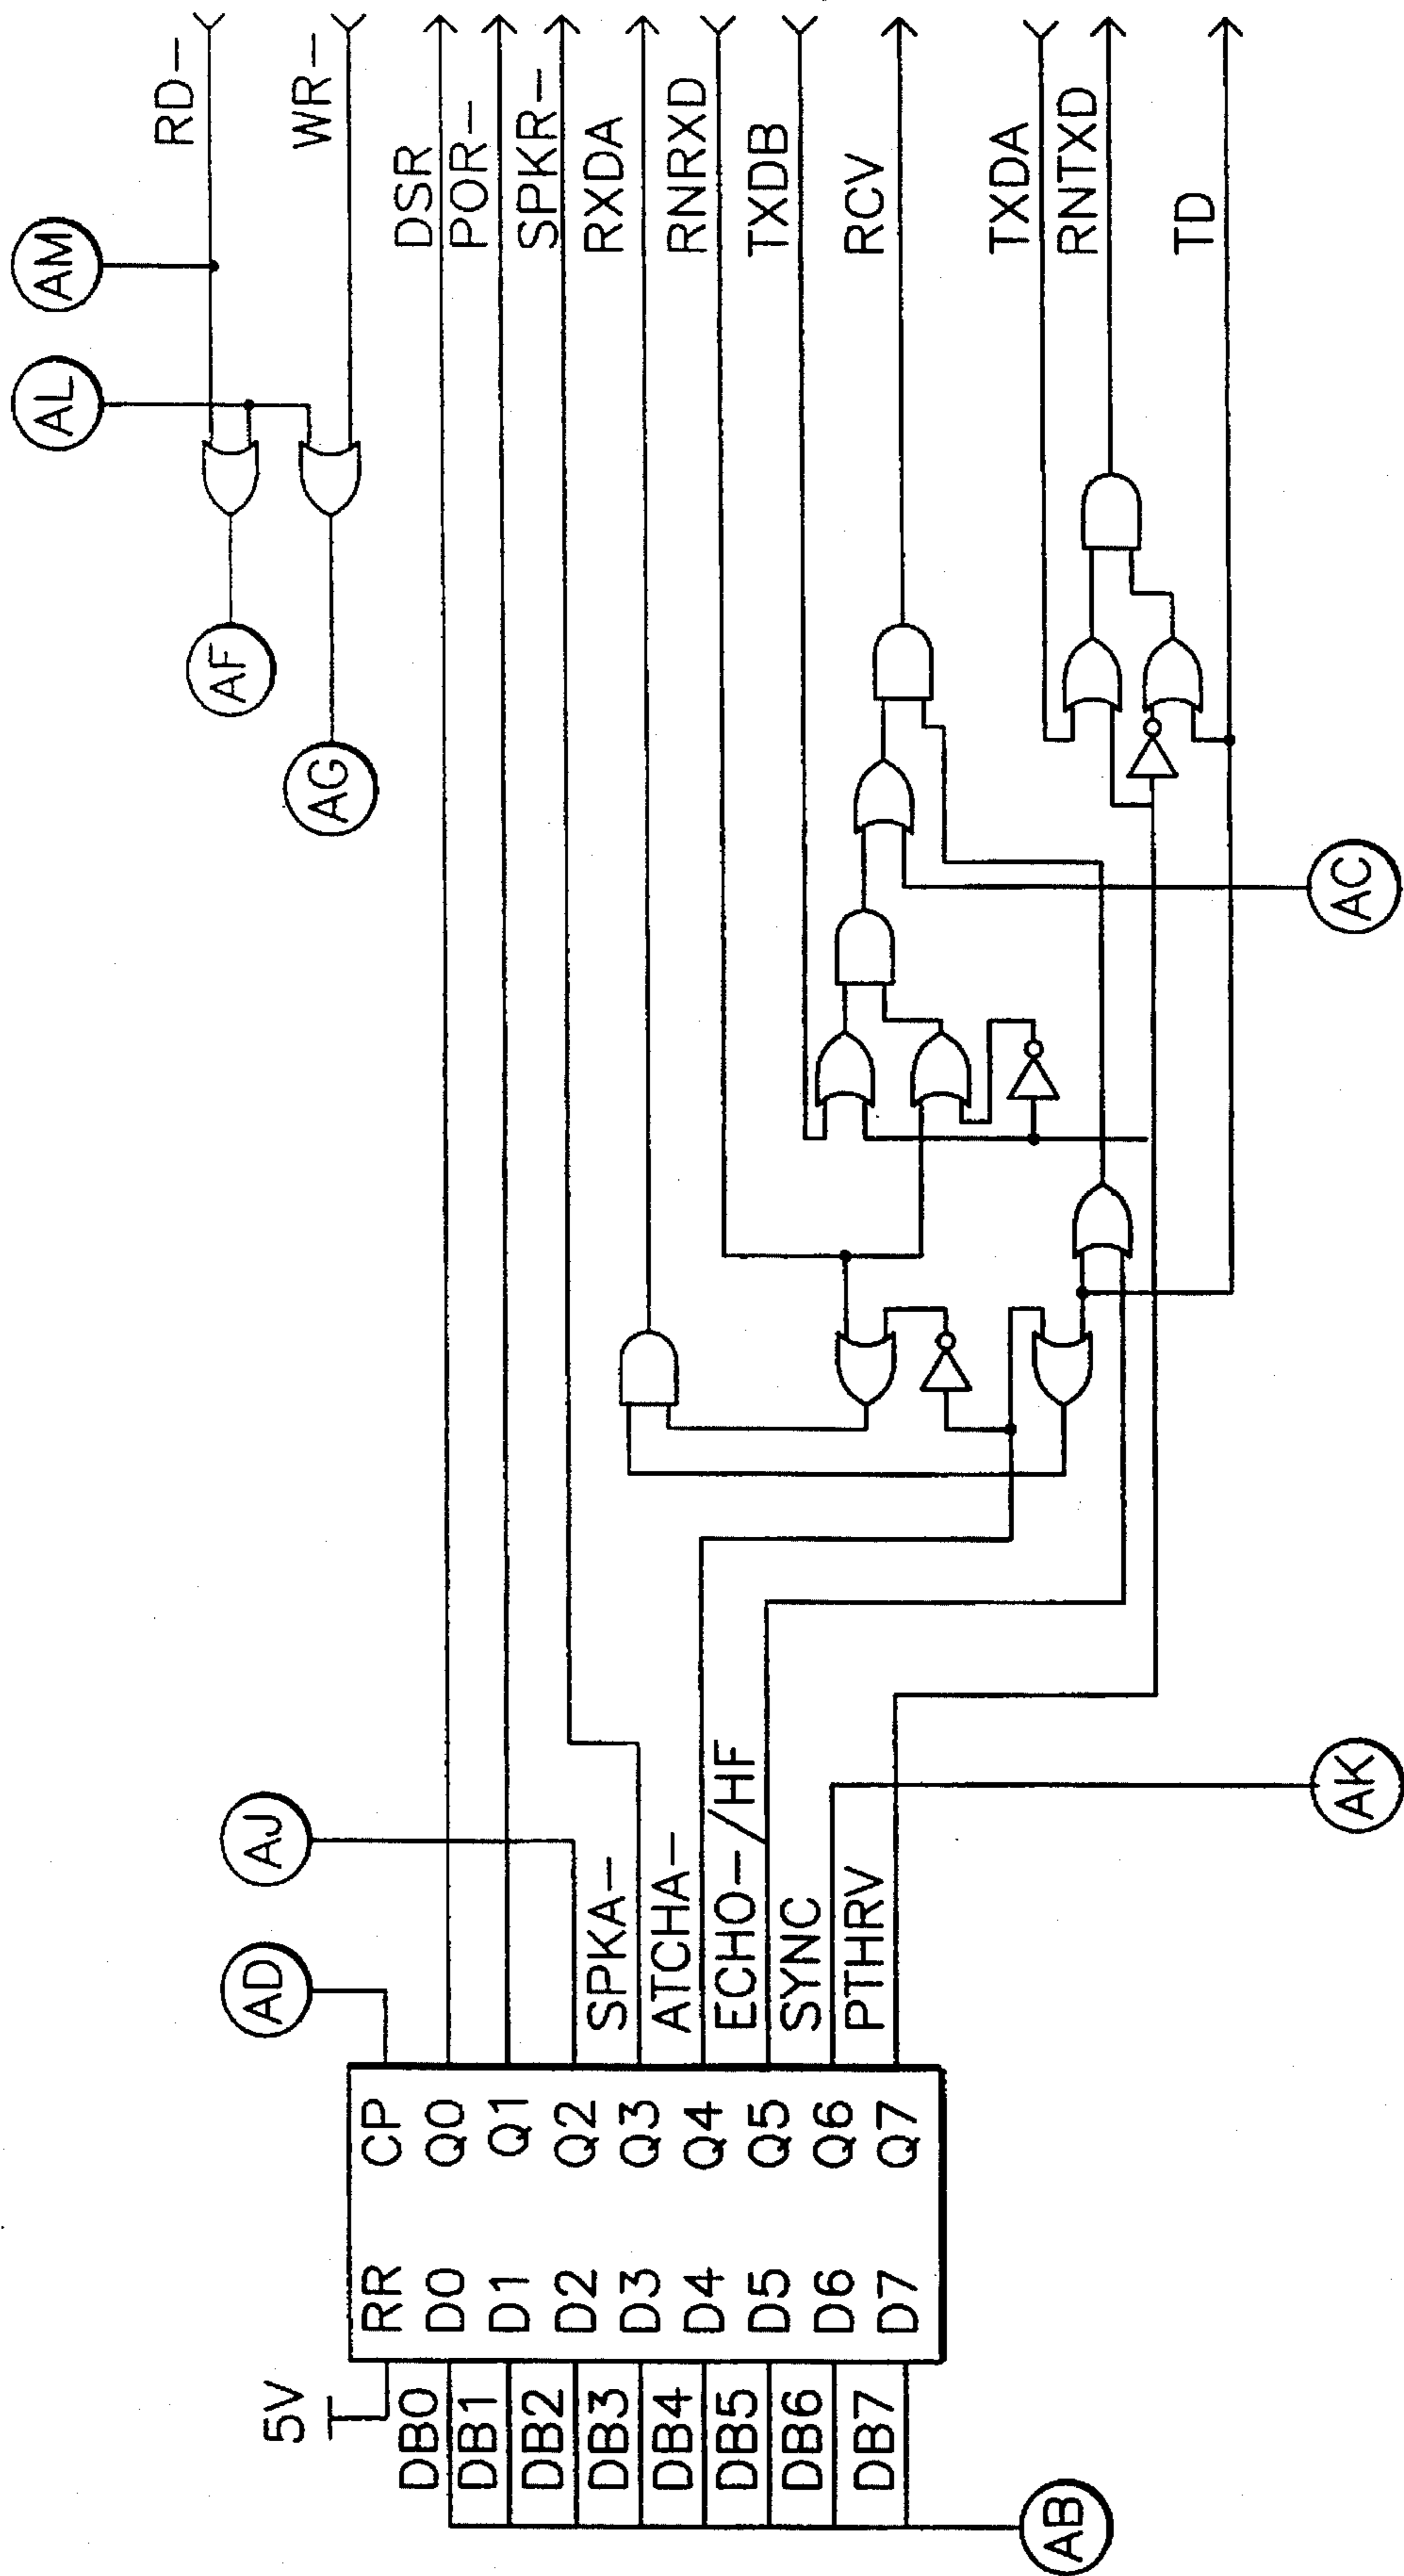 5V
RR CP
D0 Q0
D1 Q1
D2 Q2
D3 Q3
D4 Q4
D5 Q5
D6 Q6
D7 Q7
DB0
DB1
DB2
DB3
DB4
DB5
DB6
DB7
AB
AD
AJ
SPKA-
ATCHA-
ECHO-/HF
SYNC
PTHRV
AK
AC
AG
AF
AL
AM
RD-
WR-
DSR
POR-
SPKR-
RXDA
RNRXD
TXDB
RCV
TXDA
RNTXD
TD